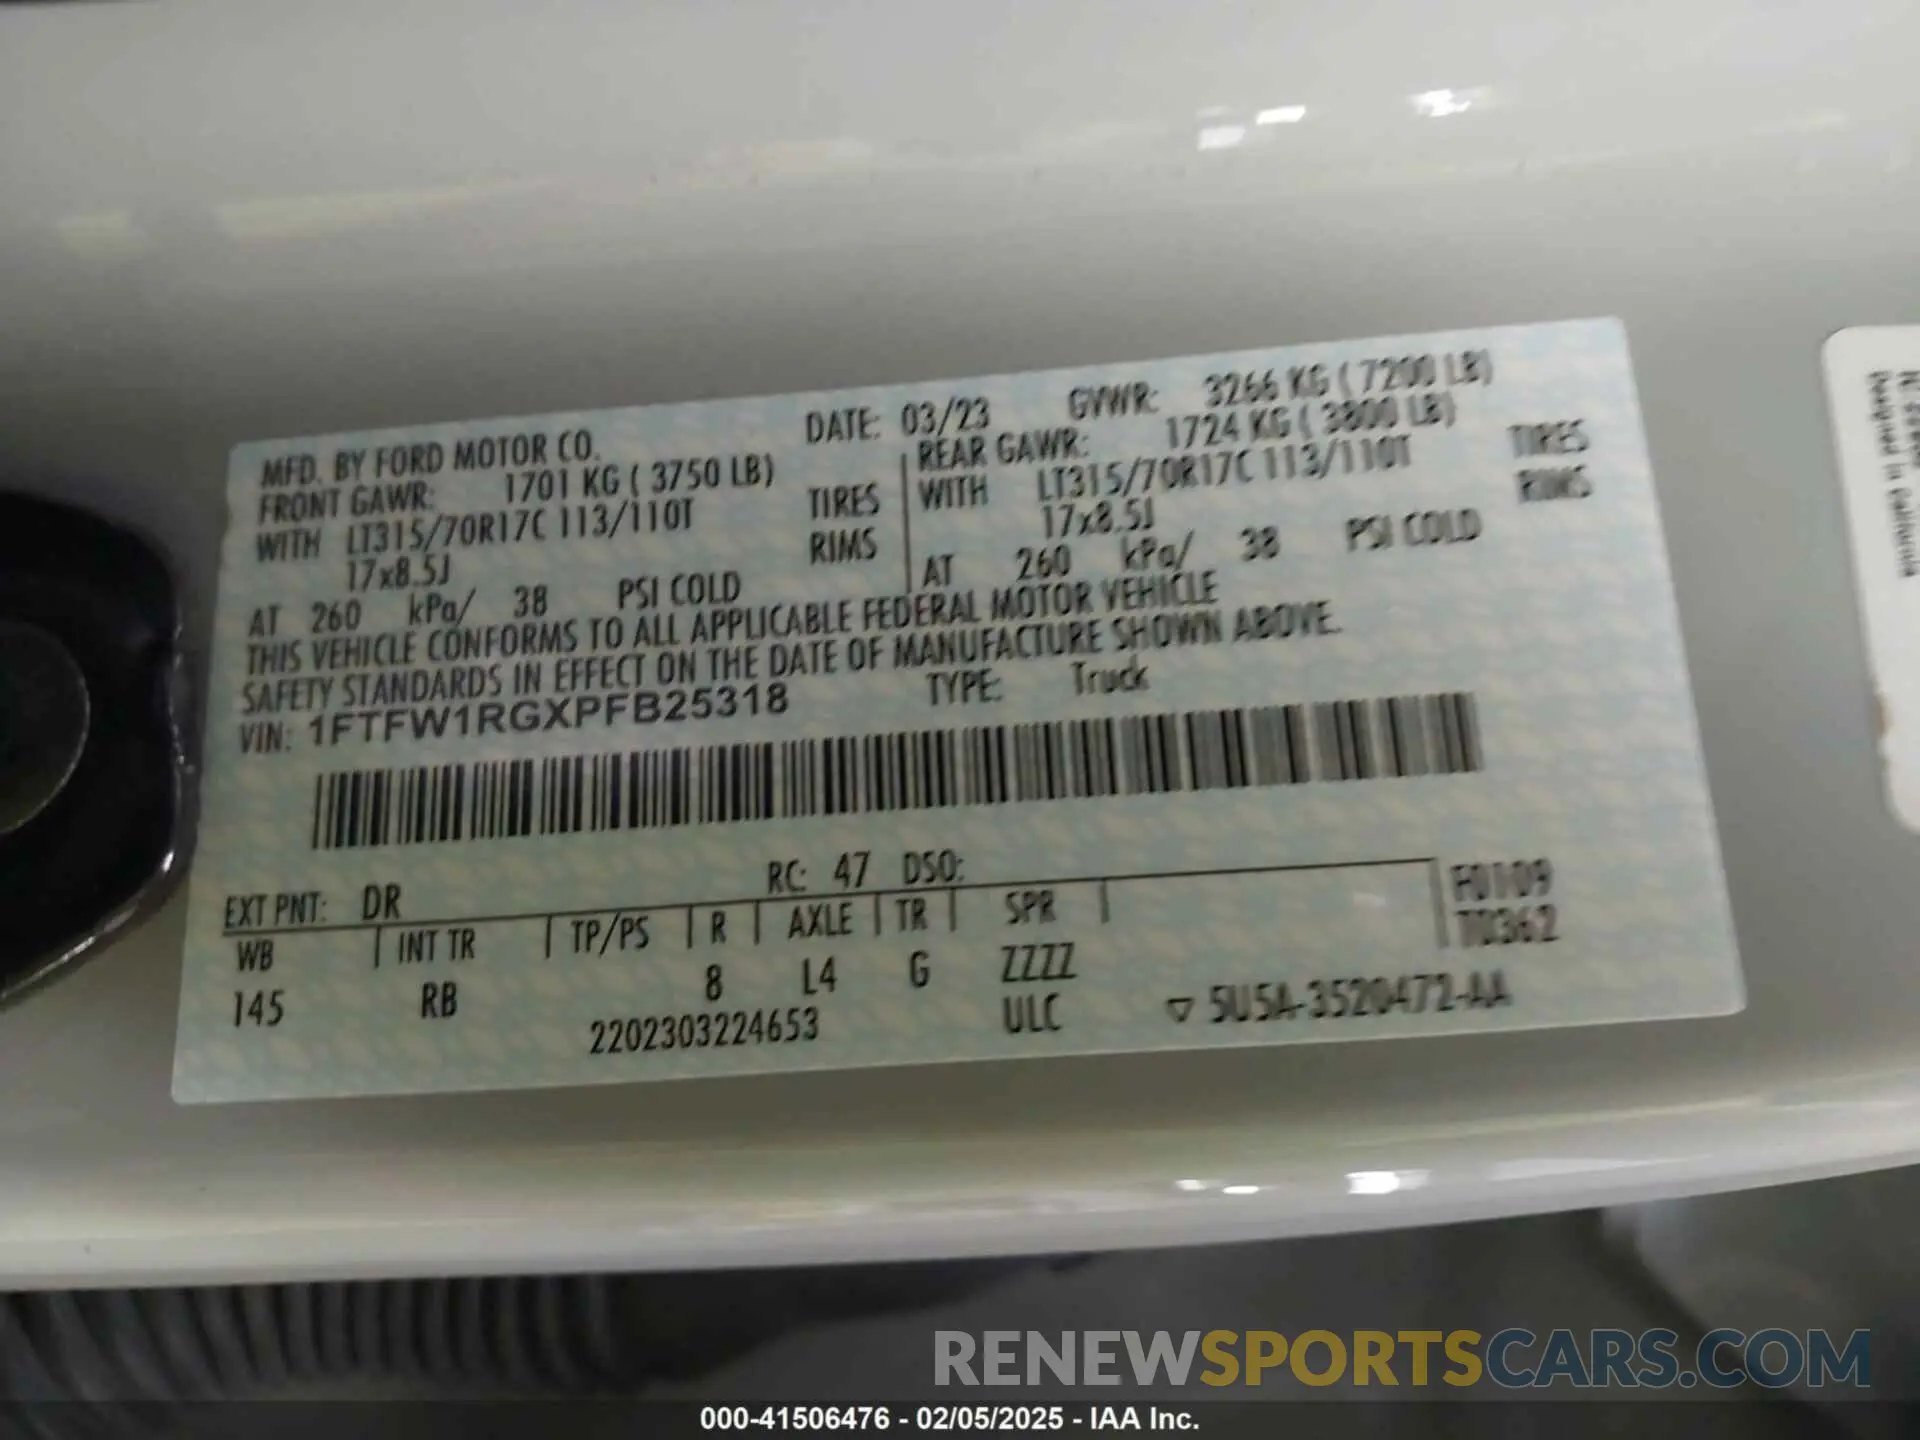 MFD. BY FORD MOTOR CO.
DATE: 03/23 GVWR: 3266 KG ( 7200 LB)
FRONT GAWR: 1701 KG ( 3750 LB)
WITH LT315/70R17C 113/110T TIRES
17x8.5J RIMS
AT 260 kPa/ 38 PSI COLD
REAR GAWR: 1724 KG ( 3800 LB)
WITH LT315/70R17C 113/110T TIRES
17x8.5J RIMS
AT 260 kPa/ 38 PSI COLD
THIS VEHICLE CONFORMS TO ALL APPLICABLE FEDERAL MOTOR VEHICLE
SAFETY STANDARDS IN EFFECT ON THE DATE OF MANUFACTURE SHOWN ABOVE.
VIN: 1FTFW1RGXPFB25318 TYPE: Truck
EXT PNT: DR RC: 47 DSO:
WB INT TR TP/PS R AXLE TR SPR
145 RB 8 L4 G ZZZZ
2202303224653 ULC
F0109
T0362
▽ 5U5A-3520472-AA
Designed in California
RENEWSPORTSCARS.COM
000-41506476 - 02/05/2025 - IAA Inc.